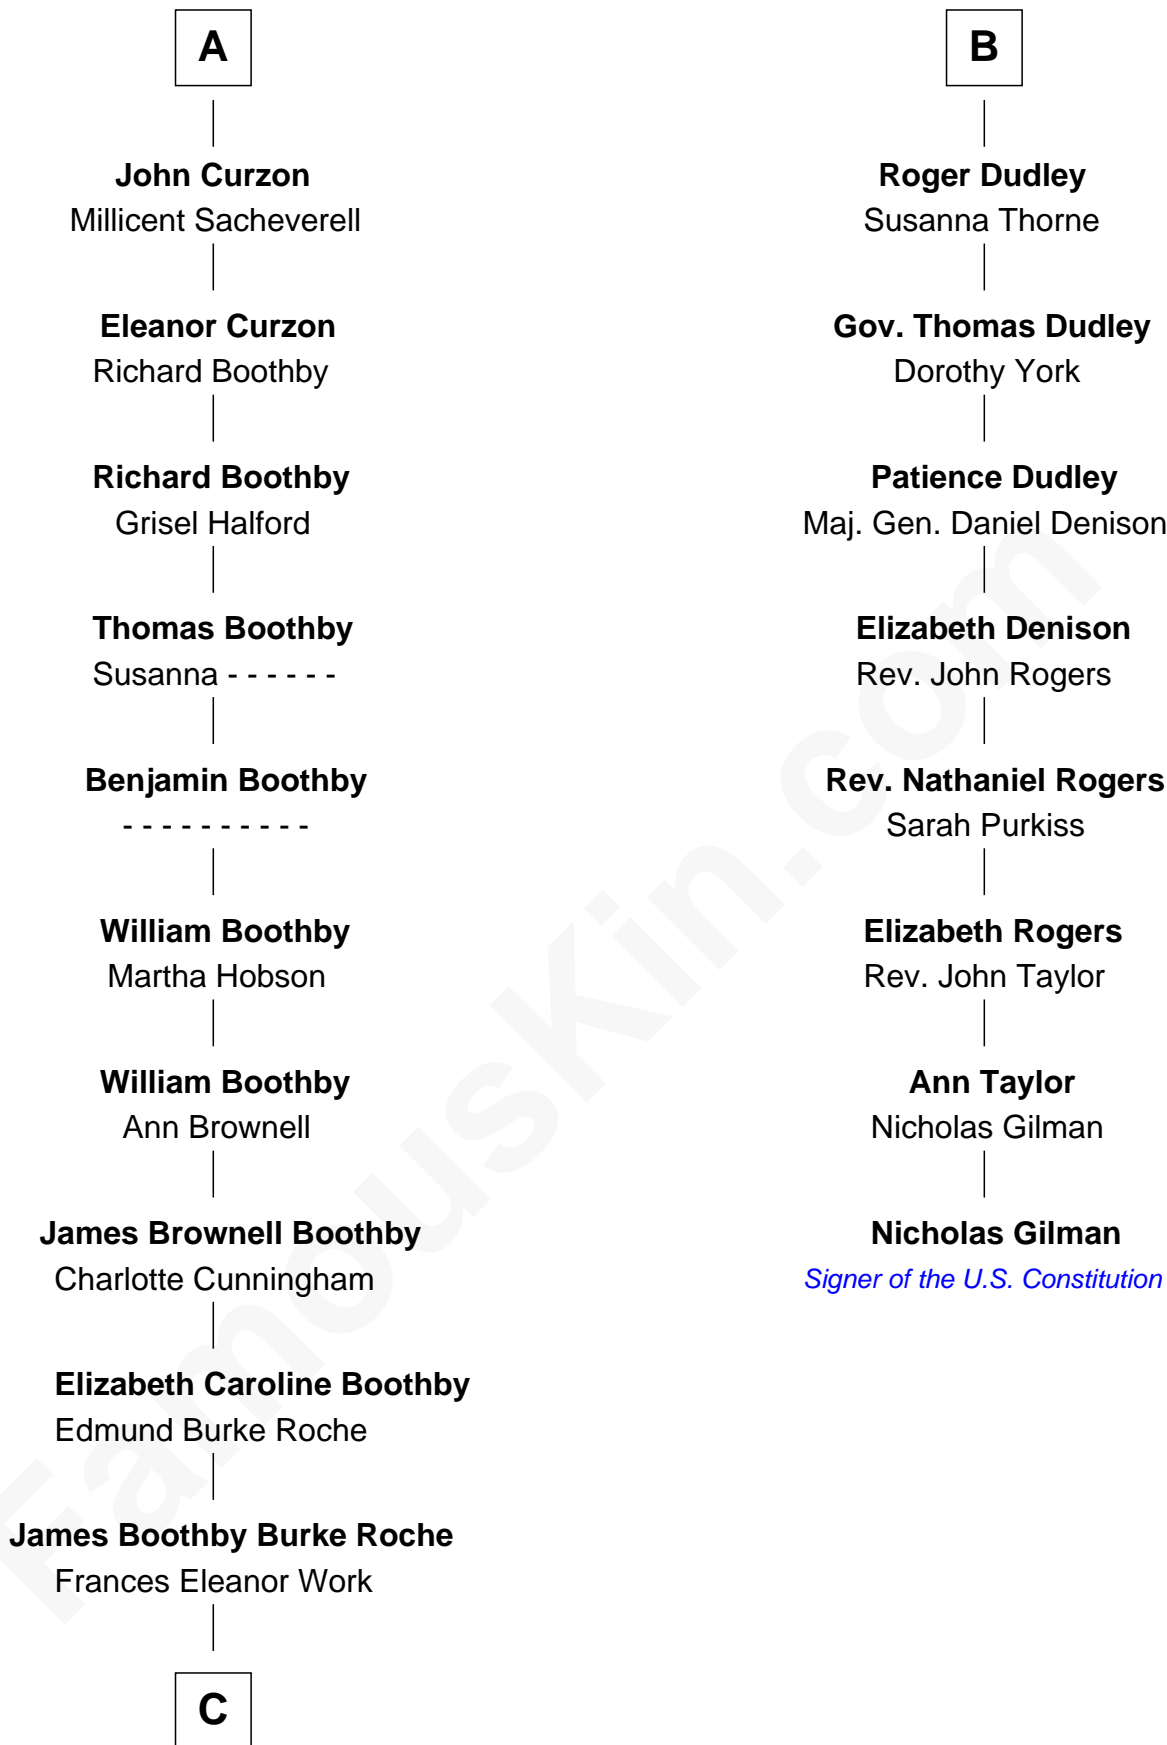 A
John Curzon
Millicent Sacheverell
Eleanor Curzon
Richard Boothby
Richard Boothby
Grisel Halford
Thomas Boothby
Susanna - - - - - -
Benjamin Boothby
- - - - - - - - - -
William Boothby
Martha Hobson
William Boothby
Ann Brownell
James Brownell Boothby
Charlotte Cunningham
Elizabeth Caroline Boothby
Edmund Burke Roche
James Boothby Burke Roche
Frances Eleanor Work
C
B
Roger Dudley
Susanna Thorne
Gov. Thomas Dudley
Dorothy York
Patience Dudley
Maj. Gen. Daniel Denison
Elizabeth Denison
Rev. John Rogers
Rev. Nathaniel Rogers
Sarah Purkiss
Elizabeth Rogers
Rev. John Taylor
Ann Taylor
Nicholas Gilman
Nicholas Gilman
Signer of the U.S. Constitution
FamousKin.com